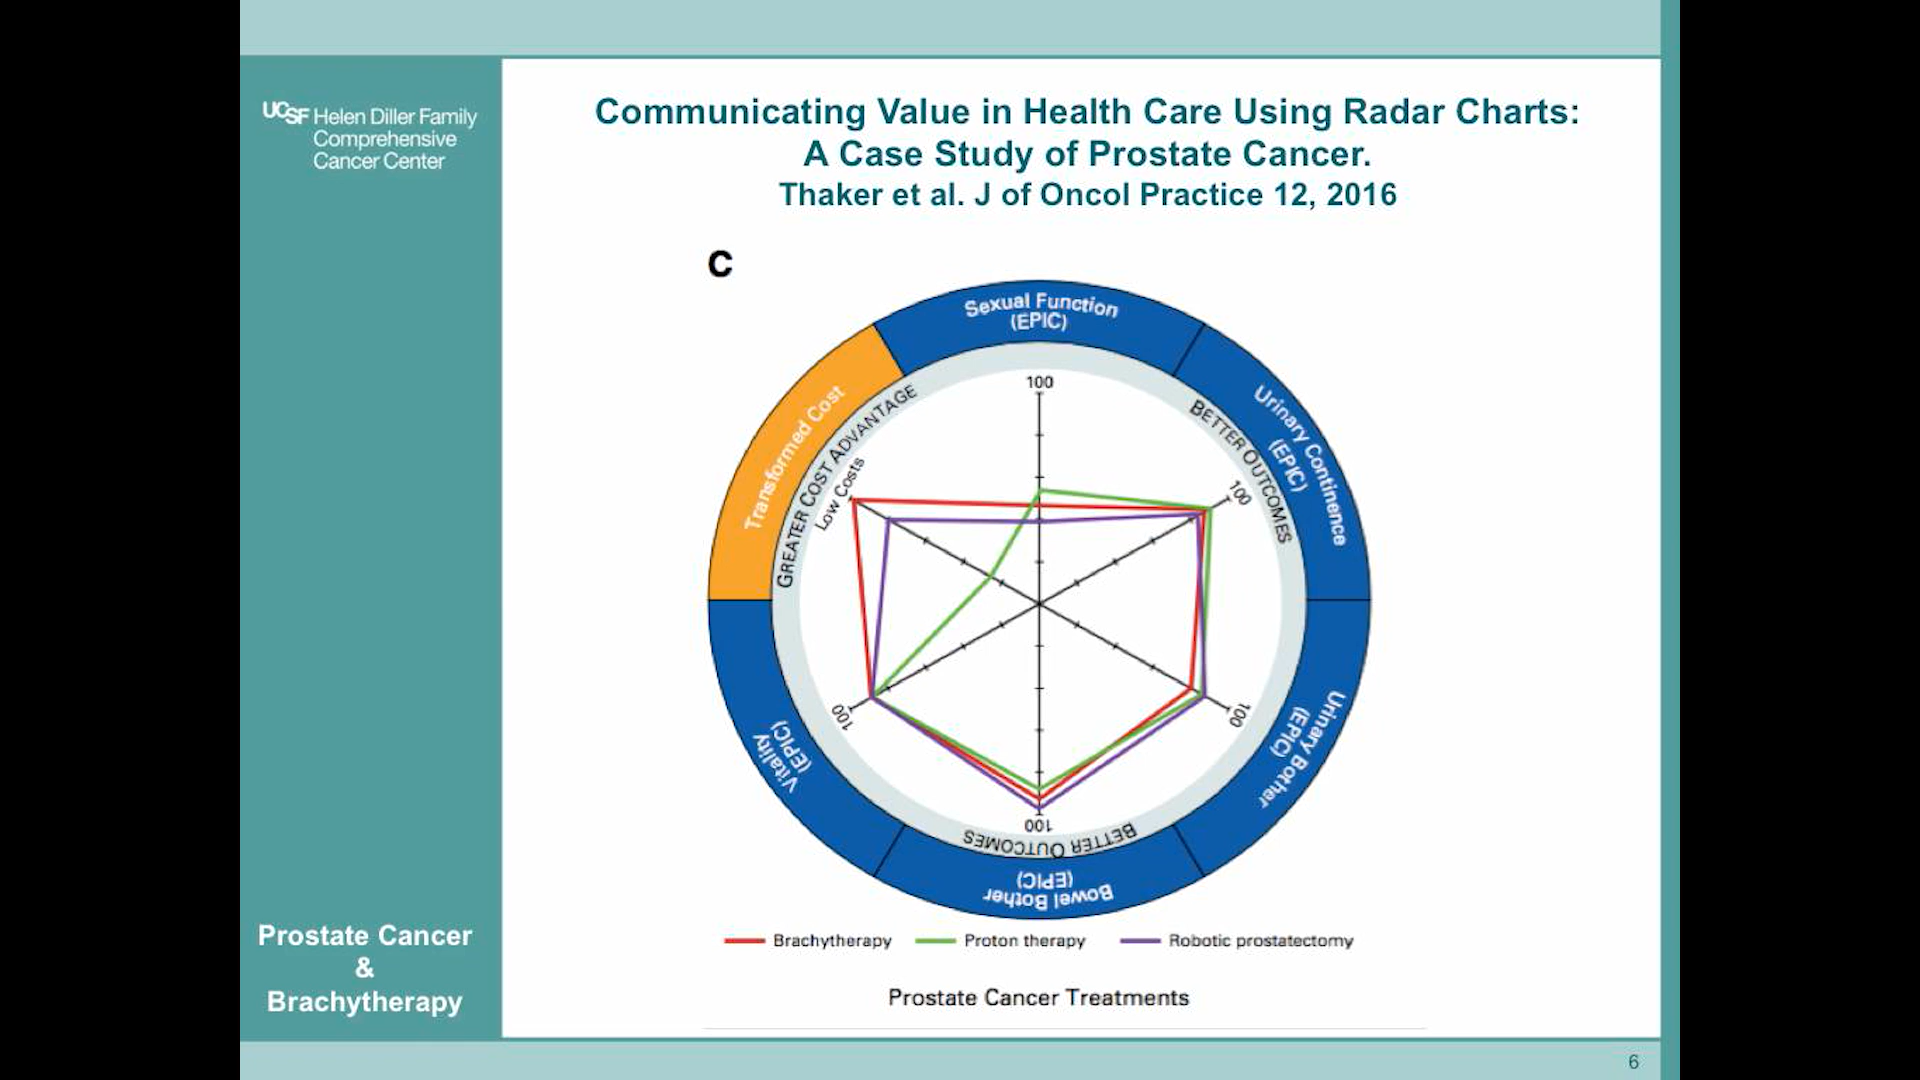 UCSF Helen Diller Family
Comprehensive
Cancer Center
Communicating Value in Health Care Using Radar Charts:
A Case Study of Prostate Cancer.
Thaker et al. J of Oncol Practice 12, 2016
C
Sexual Function
(EPIC)
Urinary Continence
(EPIC)
Urinary Bother
(EPIC)
Bowel Bother
(EPIC)
Vitality
(EPIC)
Transformed Cost
GREATER COST ADVANTAGE
Low Costs
BETTER OUTCOMES
BETTER OUTCOMES
100
100
100
100
100
Brachytherapy
Proton therapy
Robotic prostatectomy
Prostate Cancer Treatments
Prostate Cancer
&
Brachytherapy
6